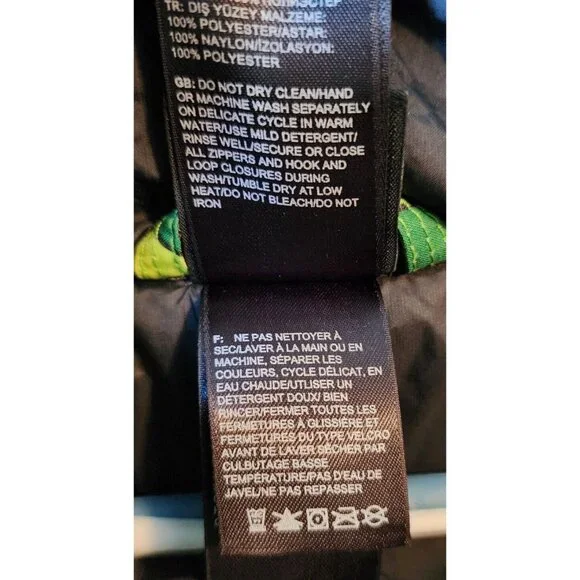 TR: DIŞ YÜZEY MALZEME:
100% POLYESTER/ASTAR:
100% NAYLON/İZOLASYON:
100% POLYESTER
GB: DO NOT DRY CLEAN/HAND
OR MACHINE WASH SEPARATELY
ON DELICATE CYCLE IN WARM
WATER/USE MILD DETERGENT/
RINSE WELL/SECURE OR CLOSE
ALL ZIPPERS AND HOOK AND
LOOP CLOSURES DURING
WASH/TUMBLE DRY AT LOW
HEAT/DO NOT BLEACH/DO NOT
IRON
F: NE PAS NETTOYER À
SEC/LAVER À LA MAIN OU EN
MACHINE, SÉPARER LES
COULEURS, CYCLE DÉLICAT, EN
EAU CHAUDE/UTLISER UN
DÉTERGENT DOUX/ BIEN
RINCER/FERMER TOUTES LES
FERMETURES À GLISSIÈRE ET
FERMETURES DU TYPE VELCRO
AVANT DE LAVER SÉCHER PAR
CULBUTAGE BASSE
TEMPÉRATURE/PAS D'EAU DE
JAVEL/NE PAS REPASSER